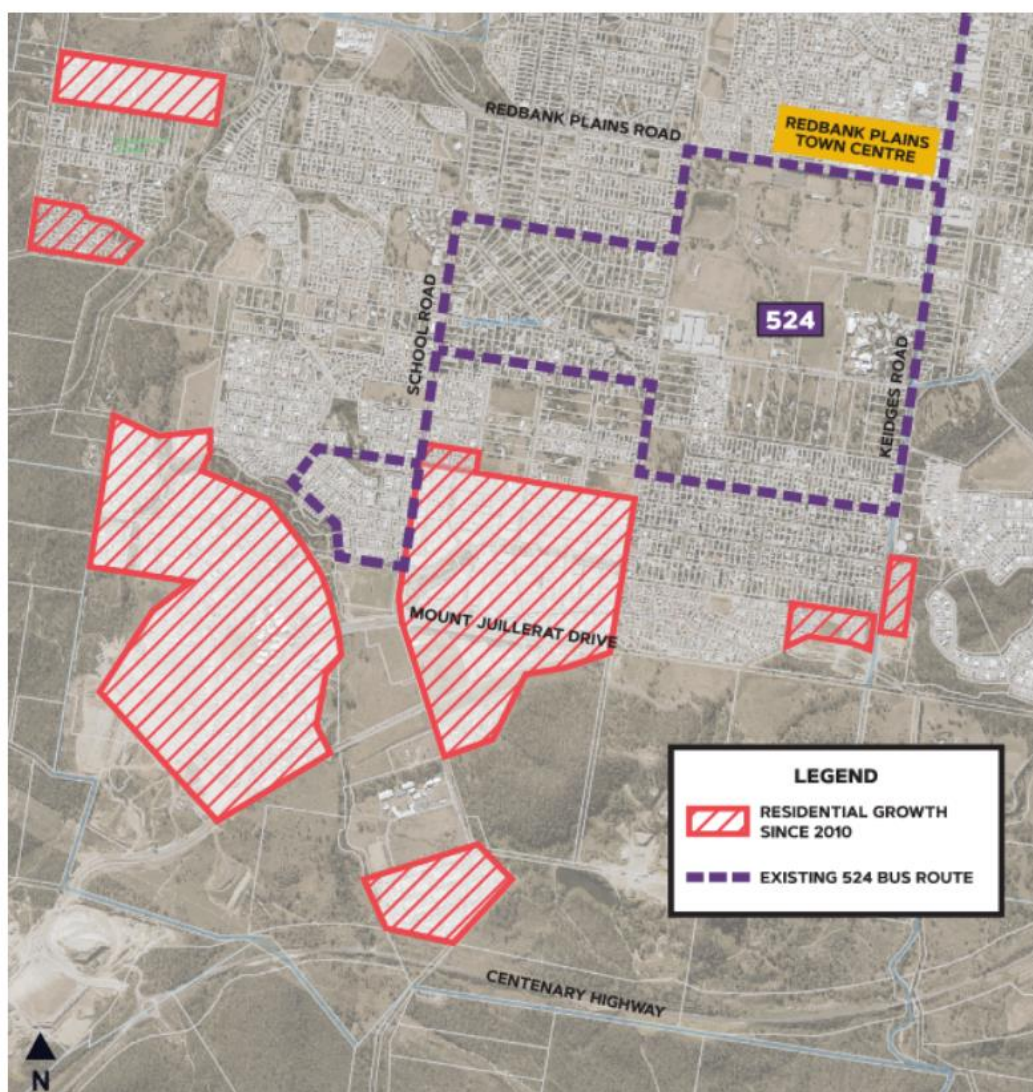 REDBANK PLAINS ROAD
REDBANK PLAINS
TOWN CENTRE
524
SCHOOL ROAD
KEIDGES ROAD
MOUNT JUILLERAT DRIVE
LEGEND
RESIDENTIAL GROWTH
SINCE 2010
EXISTING 524 BUS ROUTE
CENTENARY HIGHWAY
N